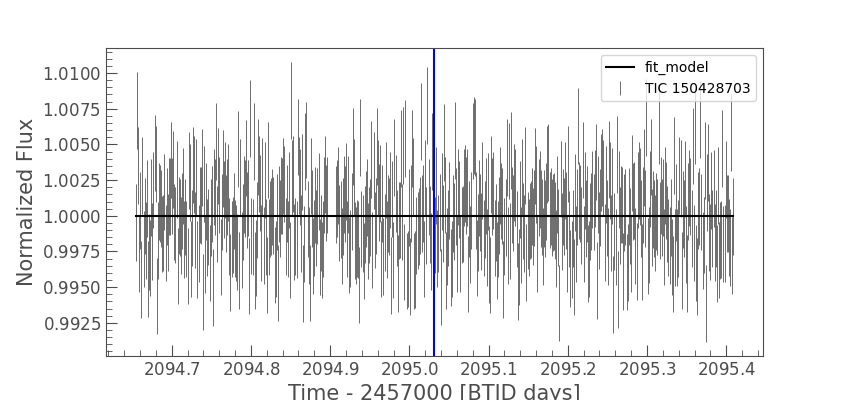 fit_model
TIC 150428703
1.0100
1.0075
1.0050
1.0025
1.0000
0.9975
0.9950
0.9925
Normalized Flux
2094.7 2094.8 2094.9 2095.0 2095.1 2095.2 2095.3 2095.4
Time - 2457000 [BTJD days]